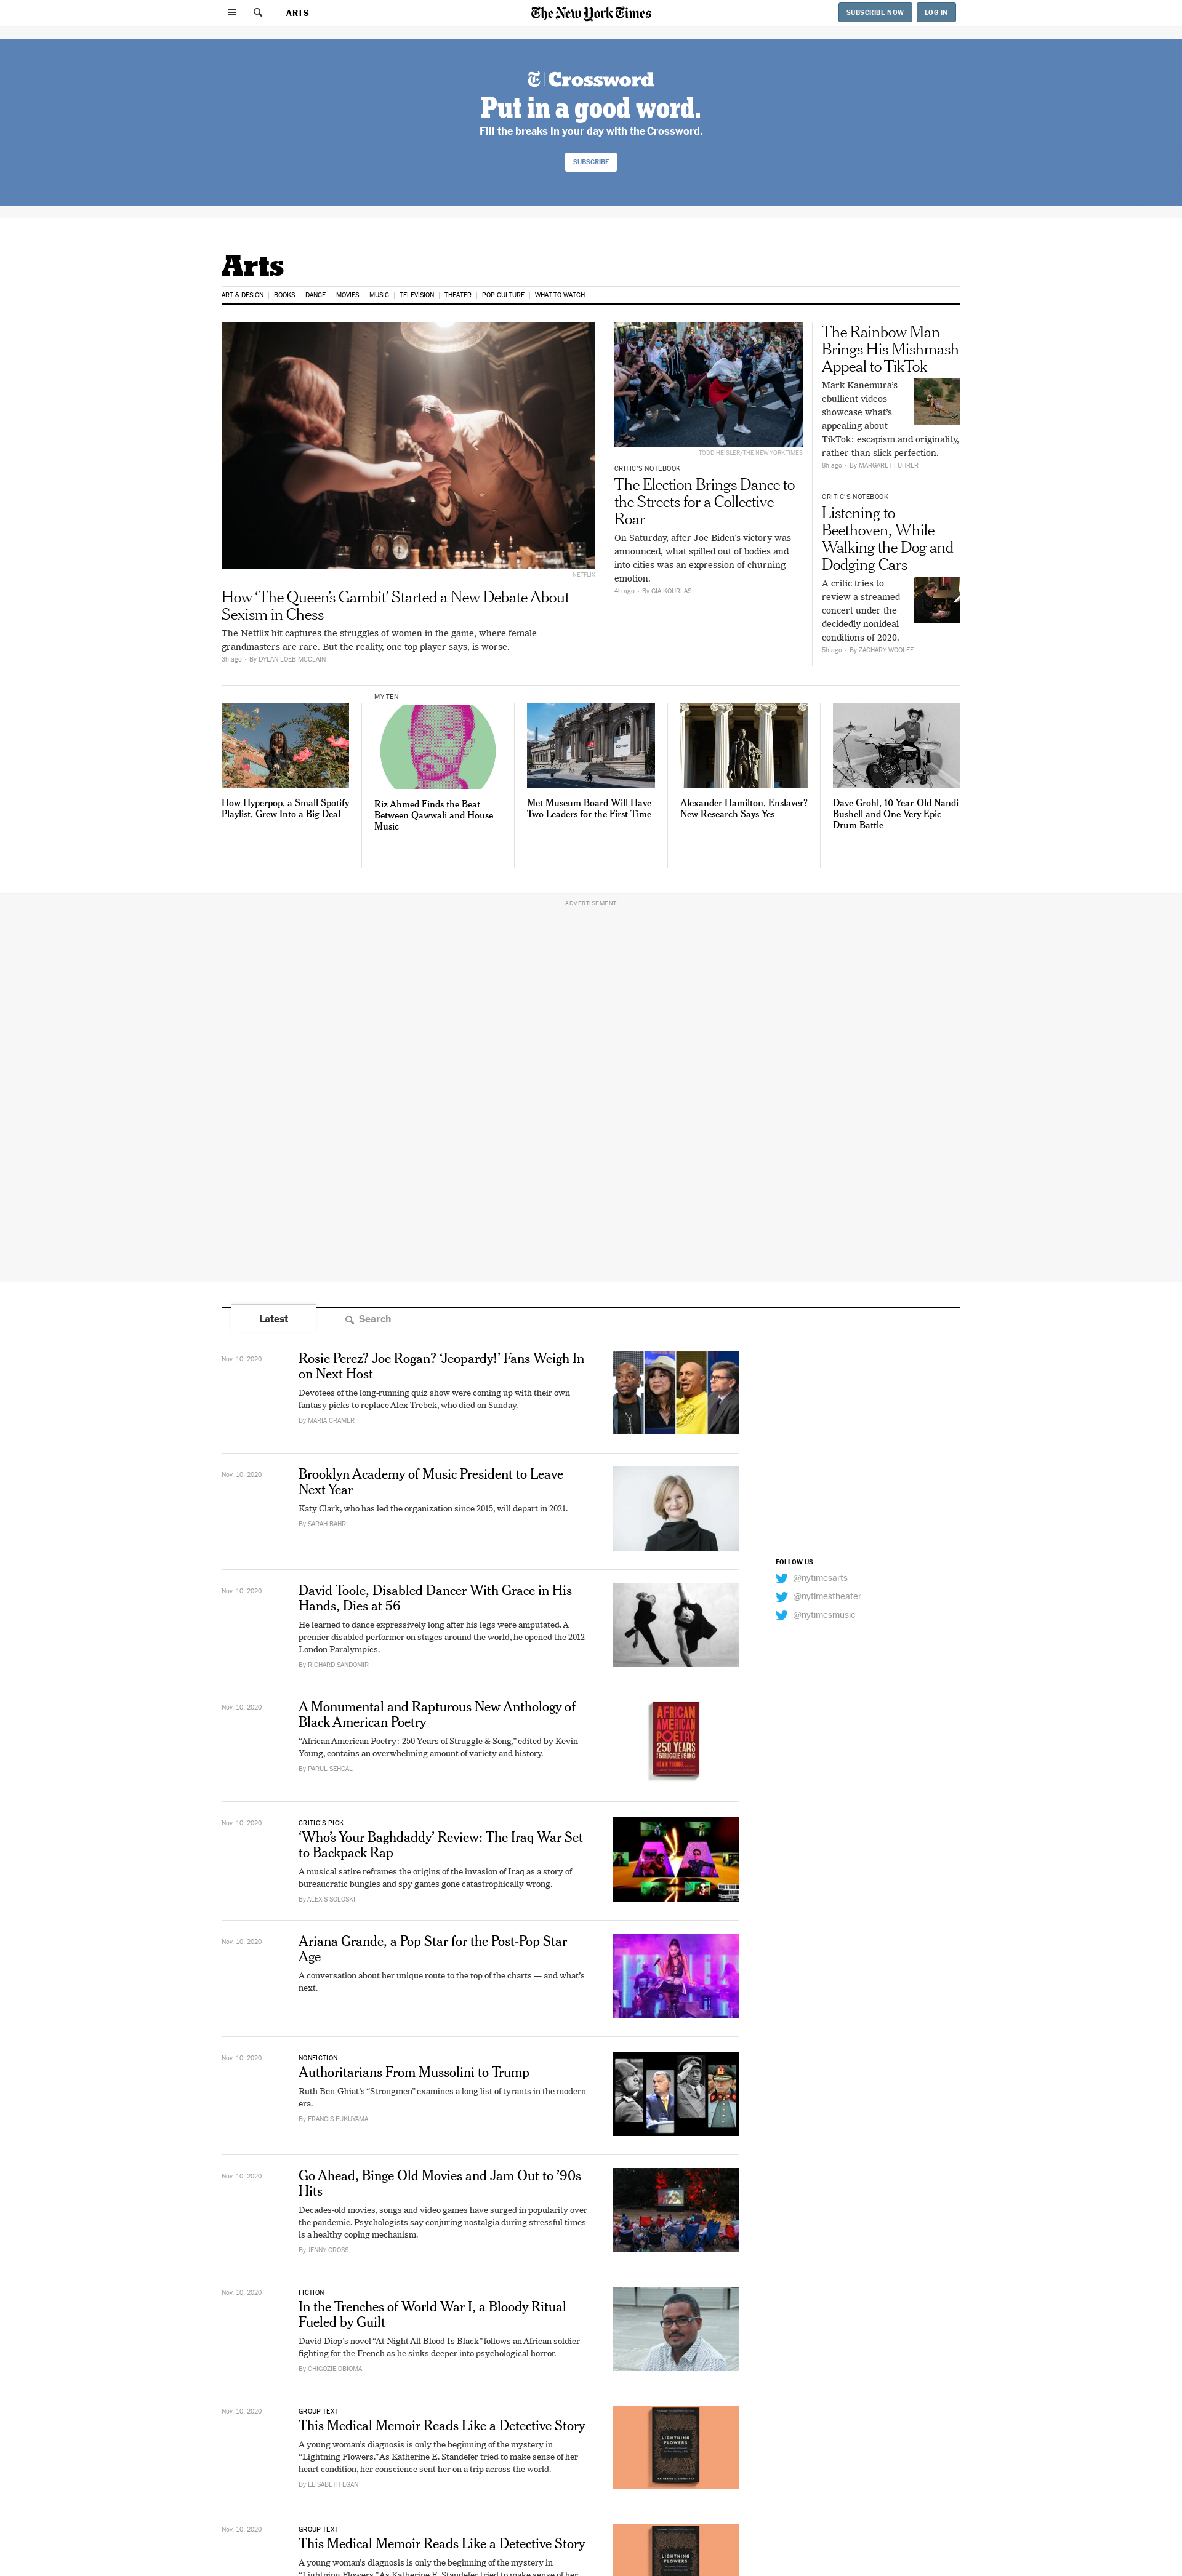 ARTS
The New York Times
SUBSCRIBE NOW
LOG IN
T Crossword
Put in a good word.
Fill the breaks in your day with the Crossword.
SUBSCRIBE
Arts
ART & DESIGN
BOOKS
DANCE
MOVIES
MUSIC
TELEVISION
THEATER
POP CULTURE
WHAT TO WATCH
NETFLIX
How ‘The Queen’s Gambit’ Started a New Debate About
Sexism in Chess
The Netflix hit captures the struggles of women in the game, where female
grandmasters are rare. But the reality, one top player says, is worse.
3h ago • By DYLAN LOEB MCCLAIN
TODD HEISLER/THE NEW YORK TIMES
CRITIC’S NOTEBOOK
The Election Brings Dance to
the Streets for a Collective
Roar
On Saturday, after Joe Biden’s victory was
announced, what spilled out of bodies and
into cities was an expression of churning
emotion.
4h ago • By GIA KOURLAS
The Rainbow Man
Brings His Mishmash
Appeal to TikTok
Mark Kanemura’s
ebullient videos
showcase what’s
appealing about
TikTok: escapism and originality,
rather than slick perfection.
8h ago • By MARGARET FUHRER
CRITIC’S NOTEBOOK
Listening to
Beethoven, While
Walking the Dog and
Dodging Cars
A critic tries to
review a streamed
concert under the
decidedly nonideal
conditions of 2020.
5h ago • By ZACHARY WOOLFE
How Hyperpop, a Small Spotify
Playlist, Grew Into a Big Deal
MY TEN
Riz Ahmed Finds the Beat
Between Qawwali and House
Music
Met Museum Board Will Have
Two Leaders for the First Time
Alexander Hamilton, Enslaver?
New Research Says Yes
Dave Grohl, 10-Year-Old Nandi
Bushell and One Very Epic
Drum Battle
ADVERTISEMENT
Latest
Search
Nov. 10, 2020
Rosie Perez? Joe Rogan? ‘Jeopardy!’ Fans Weigh In
on Next Host
Devotees of the long-running quiz show were coming up with their own
fantasy picks to replace Alex Trebek, who died on Sunday.
By MARIA CRAMER
Nov. 10, 2020
Brooklyn Academy of Music President to Leave
Next Year
Katy Clark, who has led the organization since 2015, will depart in 2021.
By SARAH BAHR
FOLLOW US
@nytimesarts
@nytimestheater
@nytimesmusic
Nov. 10, 2020
David Toole, Disabled Dancer With Grace in His
Hands, Dies at 56
He learned to dance expressively long after his legs were amputated. A
premier disabled performer on stages around the world, he opened the 2012
London Paralympics.
By RICHARD SANDOMIR
Nov. 10, 2020
A Monumental and Rapturous New Anthology of
Black American Poetry
“African American Poetry: 250 Years of Struggle & Song,” edited by Kevin
Young, contains an overwhelming amount of variety and history.
By PARUL SEHGAL
AFRICAN
AMERICAN
POETRY
250 YEARS
Nov. 10, 2020
CRITIC’S PICK
‘Who’s Your Baghdaddy’ Review: The Iraq War Set
to Backpack Rap
A musical satire reframes the origins of the invasion of Iraq as a story of
bureaucratic bungles and spy games gone catastrophically wrong.
By ALEXIS SOLOSKI
Nov. 10, 2020
Ariana Grande, a Pop Star for the Post-Pop Star
Age
A conversation about her unique route to the top of the charts — and what’s
next.
Nov. 10, 2020
NONFICTION
Authoritarians From Mussolini to Trump
Ruth Ben-Ghiat’s “Strongmen” examines a long list of tyrants in the modern
era.
By FRANCIS FUKUYAMA
Nov. 10, 2020
Go Ahead, Binge Old Movies and Jam Out to ’90s
Hits
Decades-old movies, songs and video games have surged in popularity over
the pandemic. Psychologists say conjuring nostalgia during stressful times
is a healthy coping mechanism.
By JENNY GROSS
Nov. 10, 2020
FICTION
In the Trenches of World War I, a Bloody Ritual
Fueled by Guilt
David Diop’s novel “At Night All Blood Is Black” follows an African soldier
fighting for the French as he sinks deeper into psychological horror.
By CHIGOZIE OBIOMA
Nov. 10, 2020
GROUP TEXT
This Medical Memoir Reads Like a Detective Story
A young woman’s diagnosis is only the beginning of the mystery in
“Lightning Flowers.” As Katherine E. Standefer tried to make sense of her
heart condition, her conscience sent her on a trip across the world.
By ELISABETH EGAN
LIGHTNING
FLOWERS
Nov. 10, 2020
GROUP TEXT
This Medical Memoir Reads Like a Detective Story
A young woman’s diagnosis is only the beginning of the mystery in
“Lightning Flowers.” As Katherine E. Standefer tried to make sense of her
LIGHTNING
FLOWERS